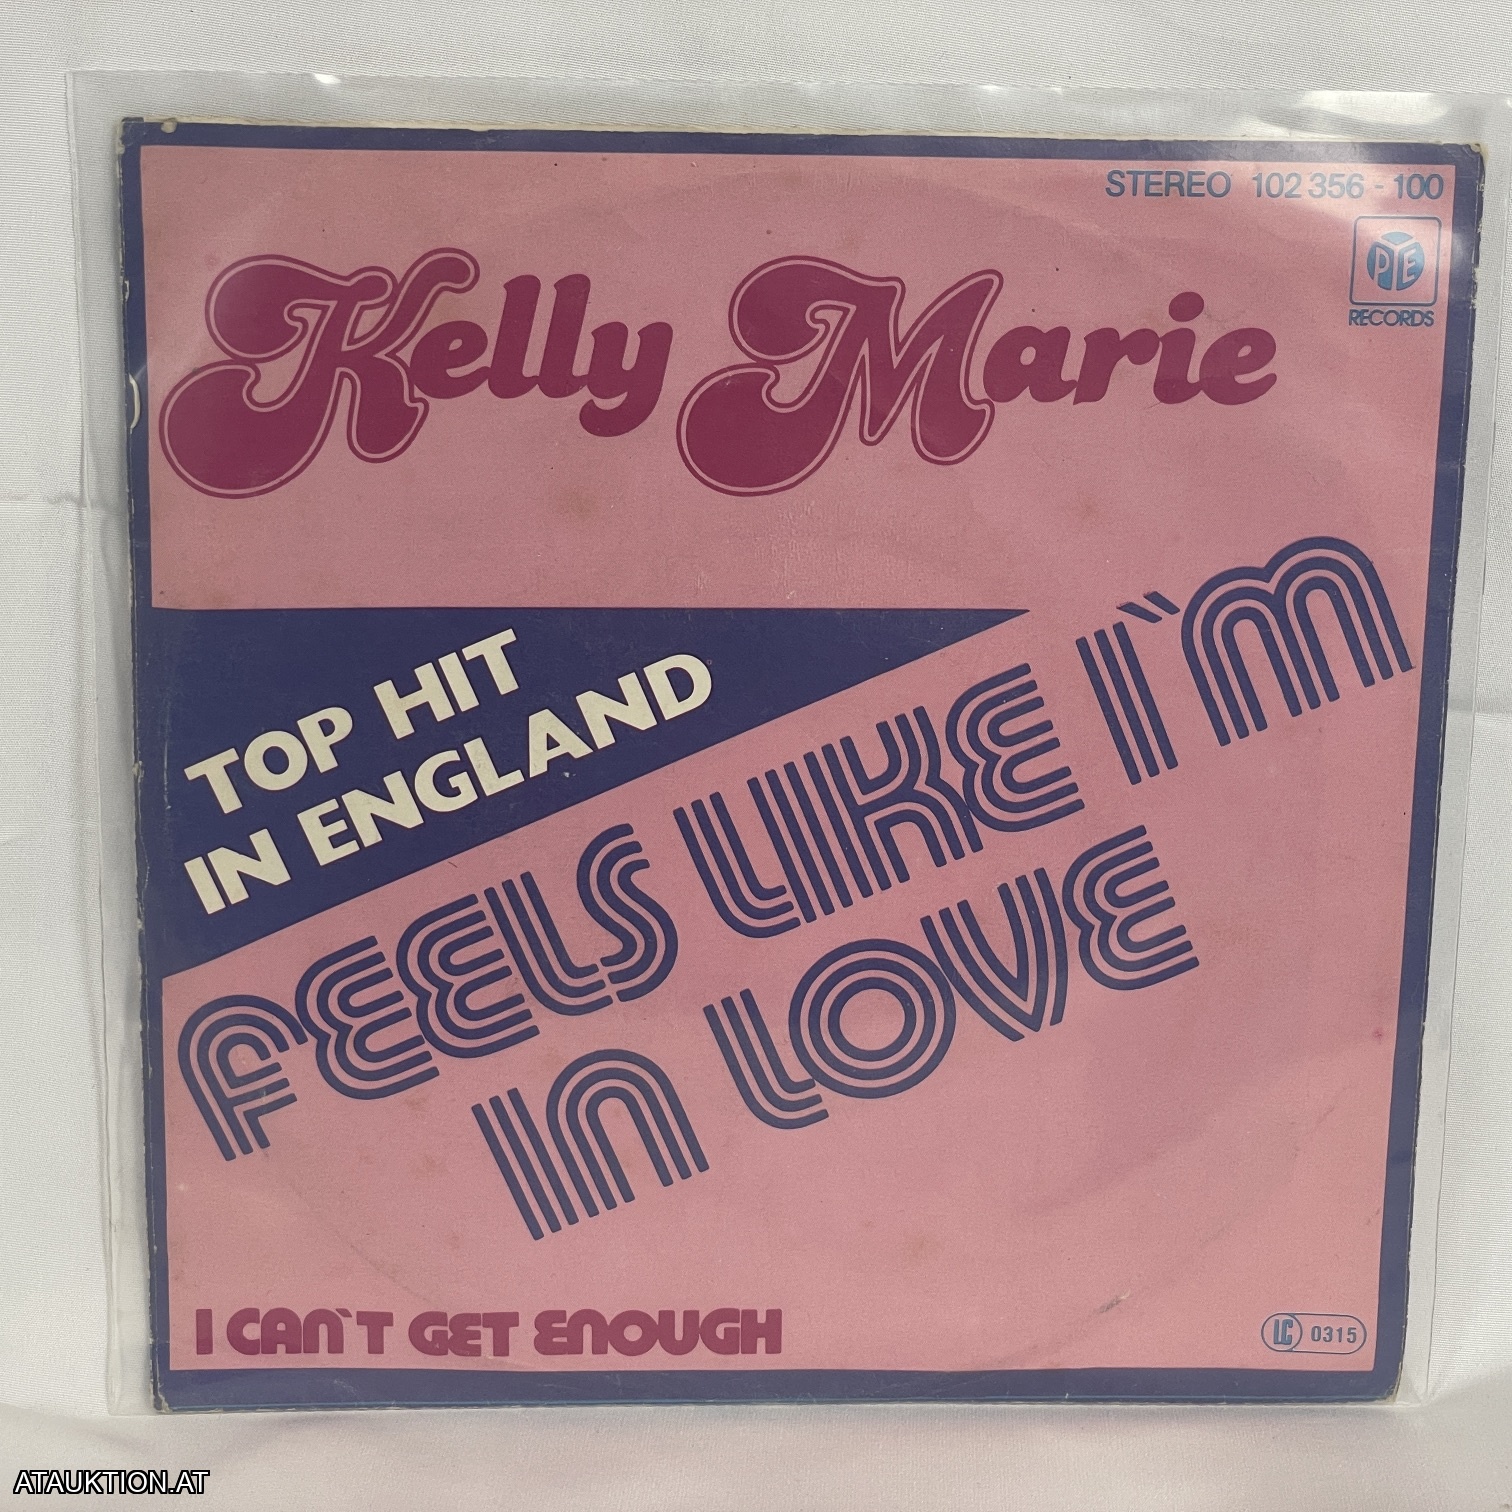 STEREO 102 356 - 100
PYE
RECORDS
Kelly Marie
TOP HIT
IN ENGLAND
FEELS LIKE I`M
IN LOVE
I CAN`T GET ENOUGH
LC 0315
ATAUKTION.AT